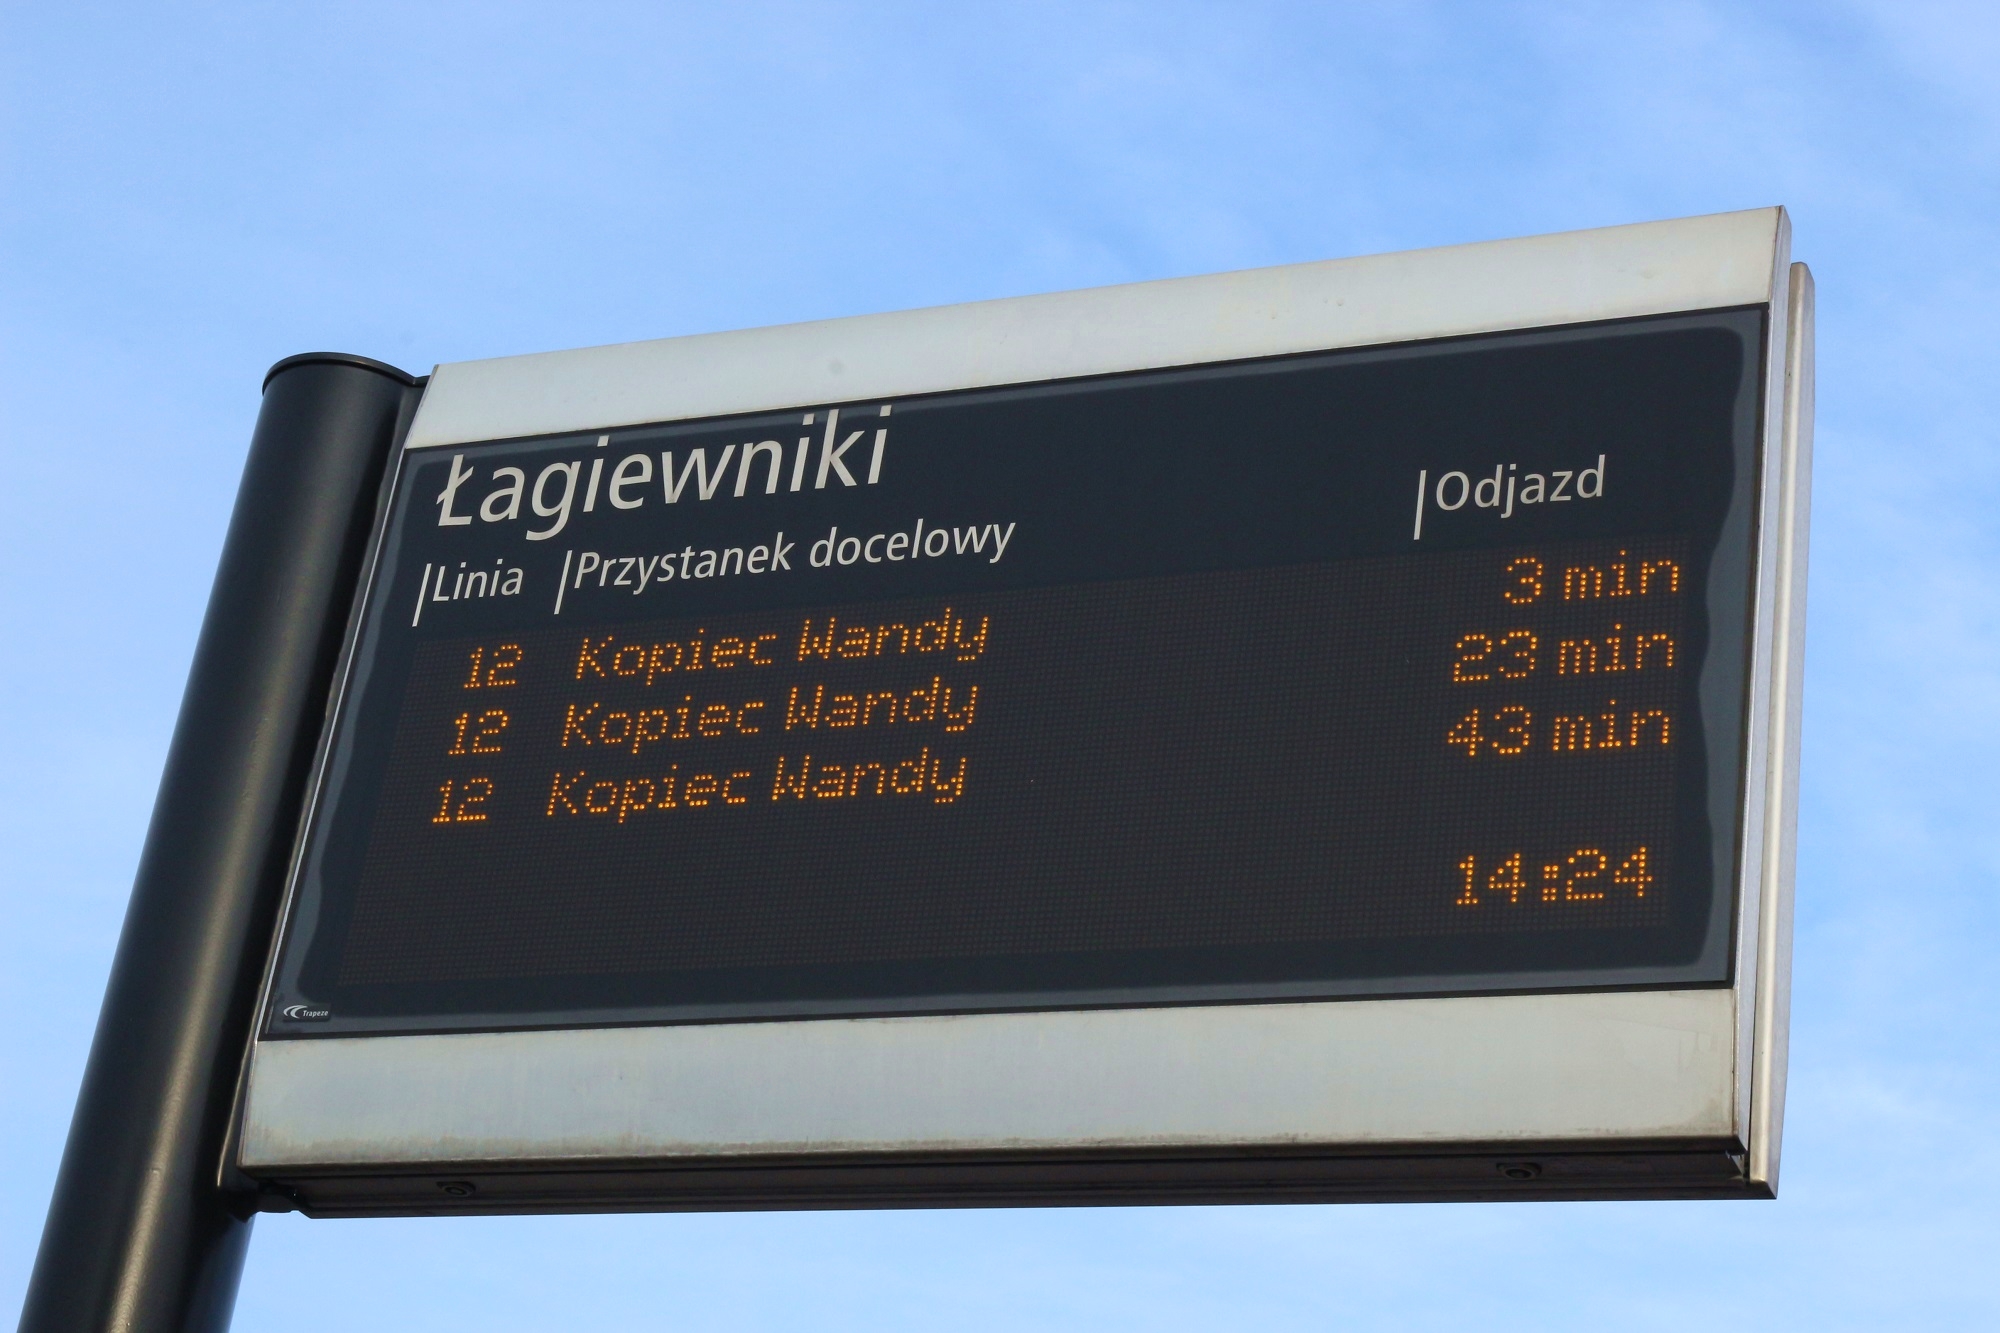 Łagiewniki
Linia Przystanek docelowy Odjazd
12 Kopiec Wandy 3 min
12 Kopiec Wandy 23 min
12 Kopiec Wandy 43 min
14:24
Trapeze